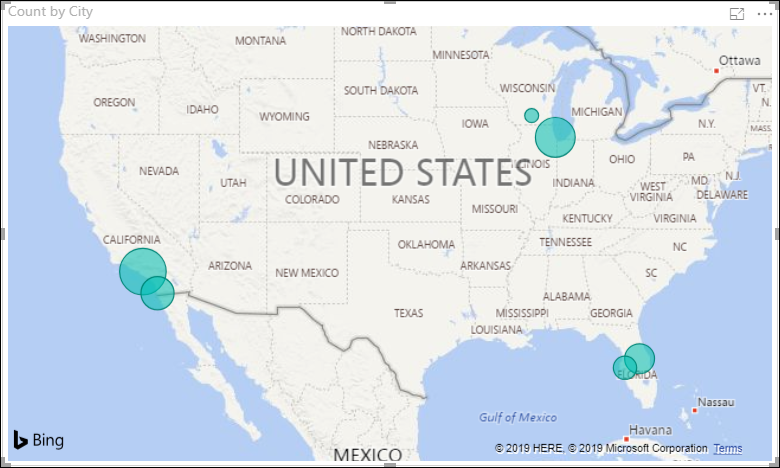 Count by City
WASHINGTON
MONTANA
NORTH DAKOTA
MINNESOTA
Ottawa
OREGON
IDAHO
WYOMING
SOUTH DAKOTA
WISCONSIN
MICHIGAN
VT.
N.
IOWA
N.Y.
MASS
NEBRASKA
NEVADA
UTAH
UNITED STATES
OHIO
PA
N.J.
COLORADO
KANSAS
MISSOURI
INDIANA
WEST
VIRGINIA
MD
DELAWARE
KENTUCKY
VIRGINIA
CALIFORNIA
ARIZONA
NEW MEXICO
OKLAHOMA
ARKANSAS
TENNESSEE
NC
SC
TEXAS
LOUISIANA
MISSISSIPPI
ALABAMA
GEORGIA
FLORIDA
Nassau
Gulf of Mexico
Havana
MEXICO
Bing
© 2019 HERE, © 2019 Microsoft Corporation Terms